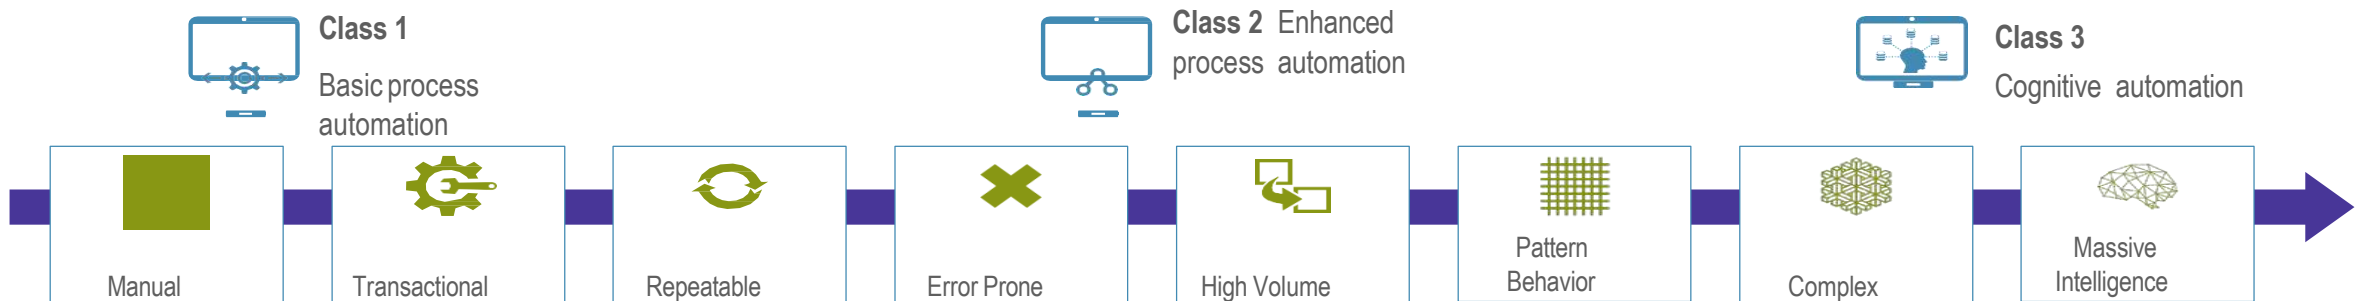 Class 1
Basic process
automation
Class 2 Enhanced
process automation
Class 3
Cognitive automation
Manual
Transactional
Repeatable
Error Prone
High Volume
Pattern
Behavior
Complex
Massive
Intelligence